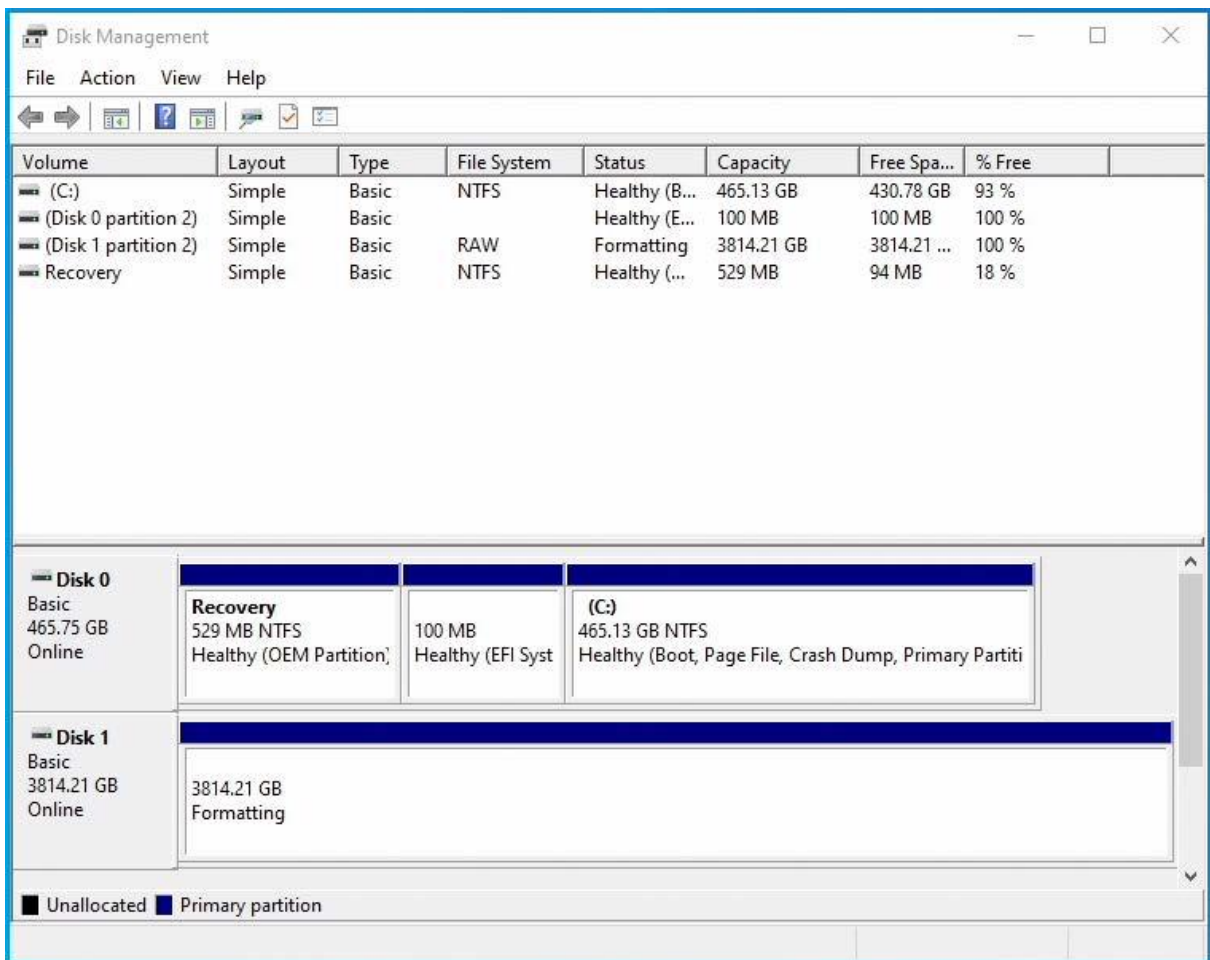 Disk Management
File Action View Help
Volume Layout Type File System Status Capacity Free Spa... % Free
(C:) Simple Basic NTFS Healthy (B... 465.13 GB 430.78 GB 93 %
(Disk 0 partition 2) Simple Basic Healthy (E... 100 MB 100 MB 100 %
(Disk 1 partition 2) Simple Basic RAW Formatting 3814.21 GB 3814.21 ... 100 %
Recovery Simple Basic NTFS Healthy (... 529 MB 94 MB 18 %
Disk 0
Basic
465.75 GB
Online
Recovery
529 MB NTFS
Healthy (OEM Partition)
100 MB
Healthy (EFI Syst
(C:)
465.13 GB NTFS
Healthy (Boot, Page File, Crash Dump, Primary Partiti
Disk 1
Basic
3814.21 GB
Online
3814.21 GB
Formatting
Unallocated Primary partition